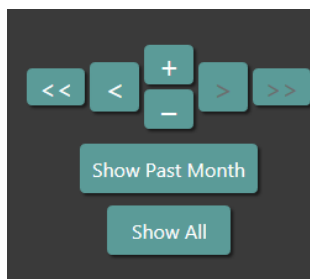 +
<< < > >>
−
Show Past Month
Show All